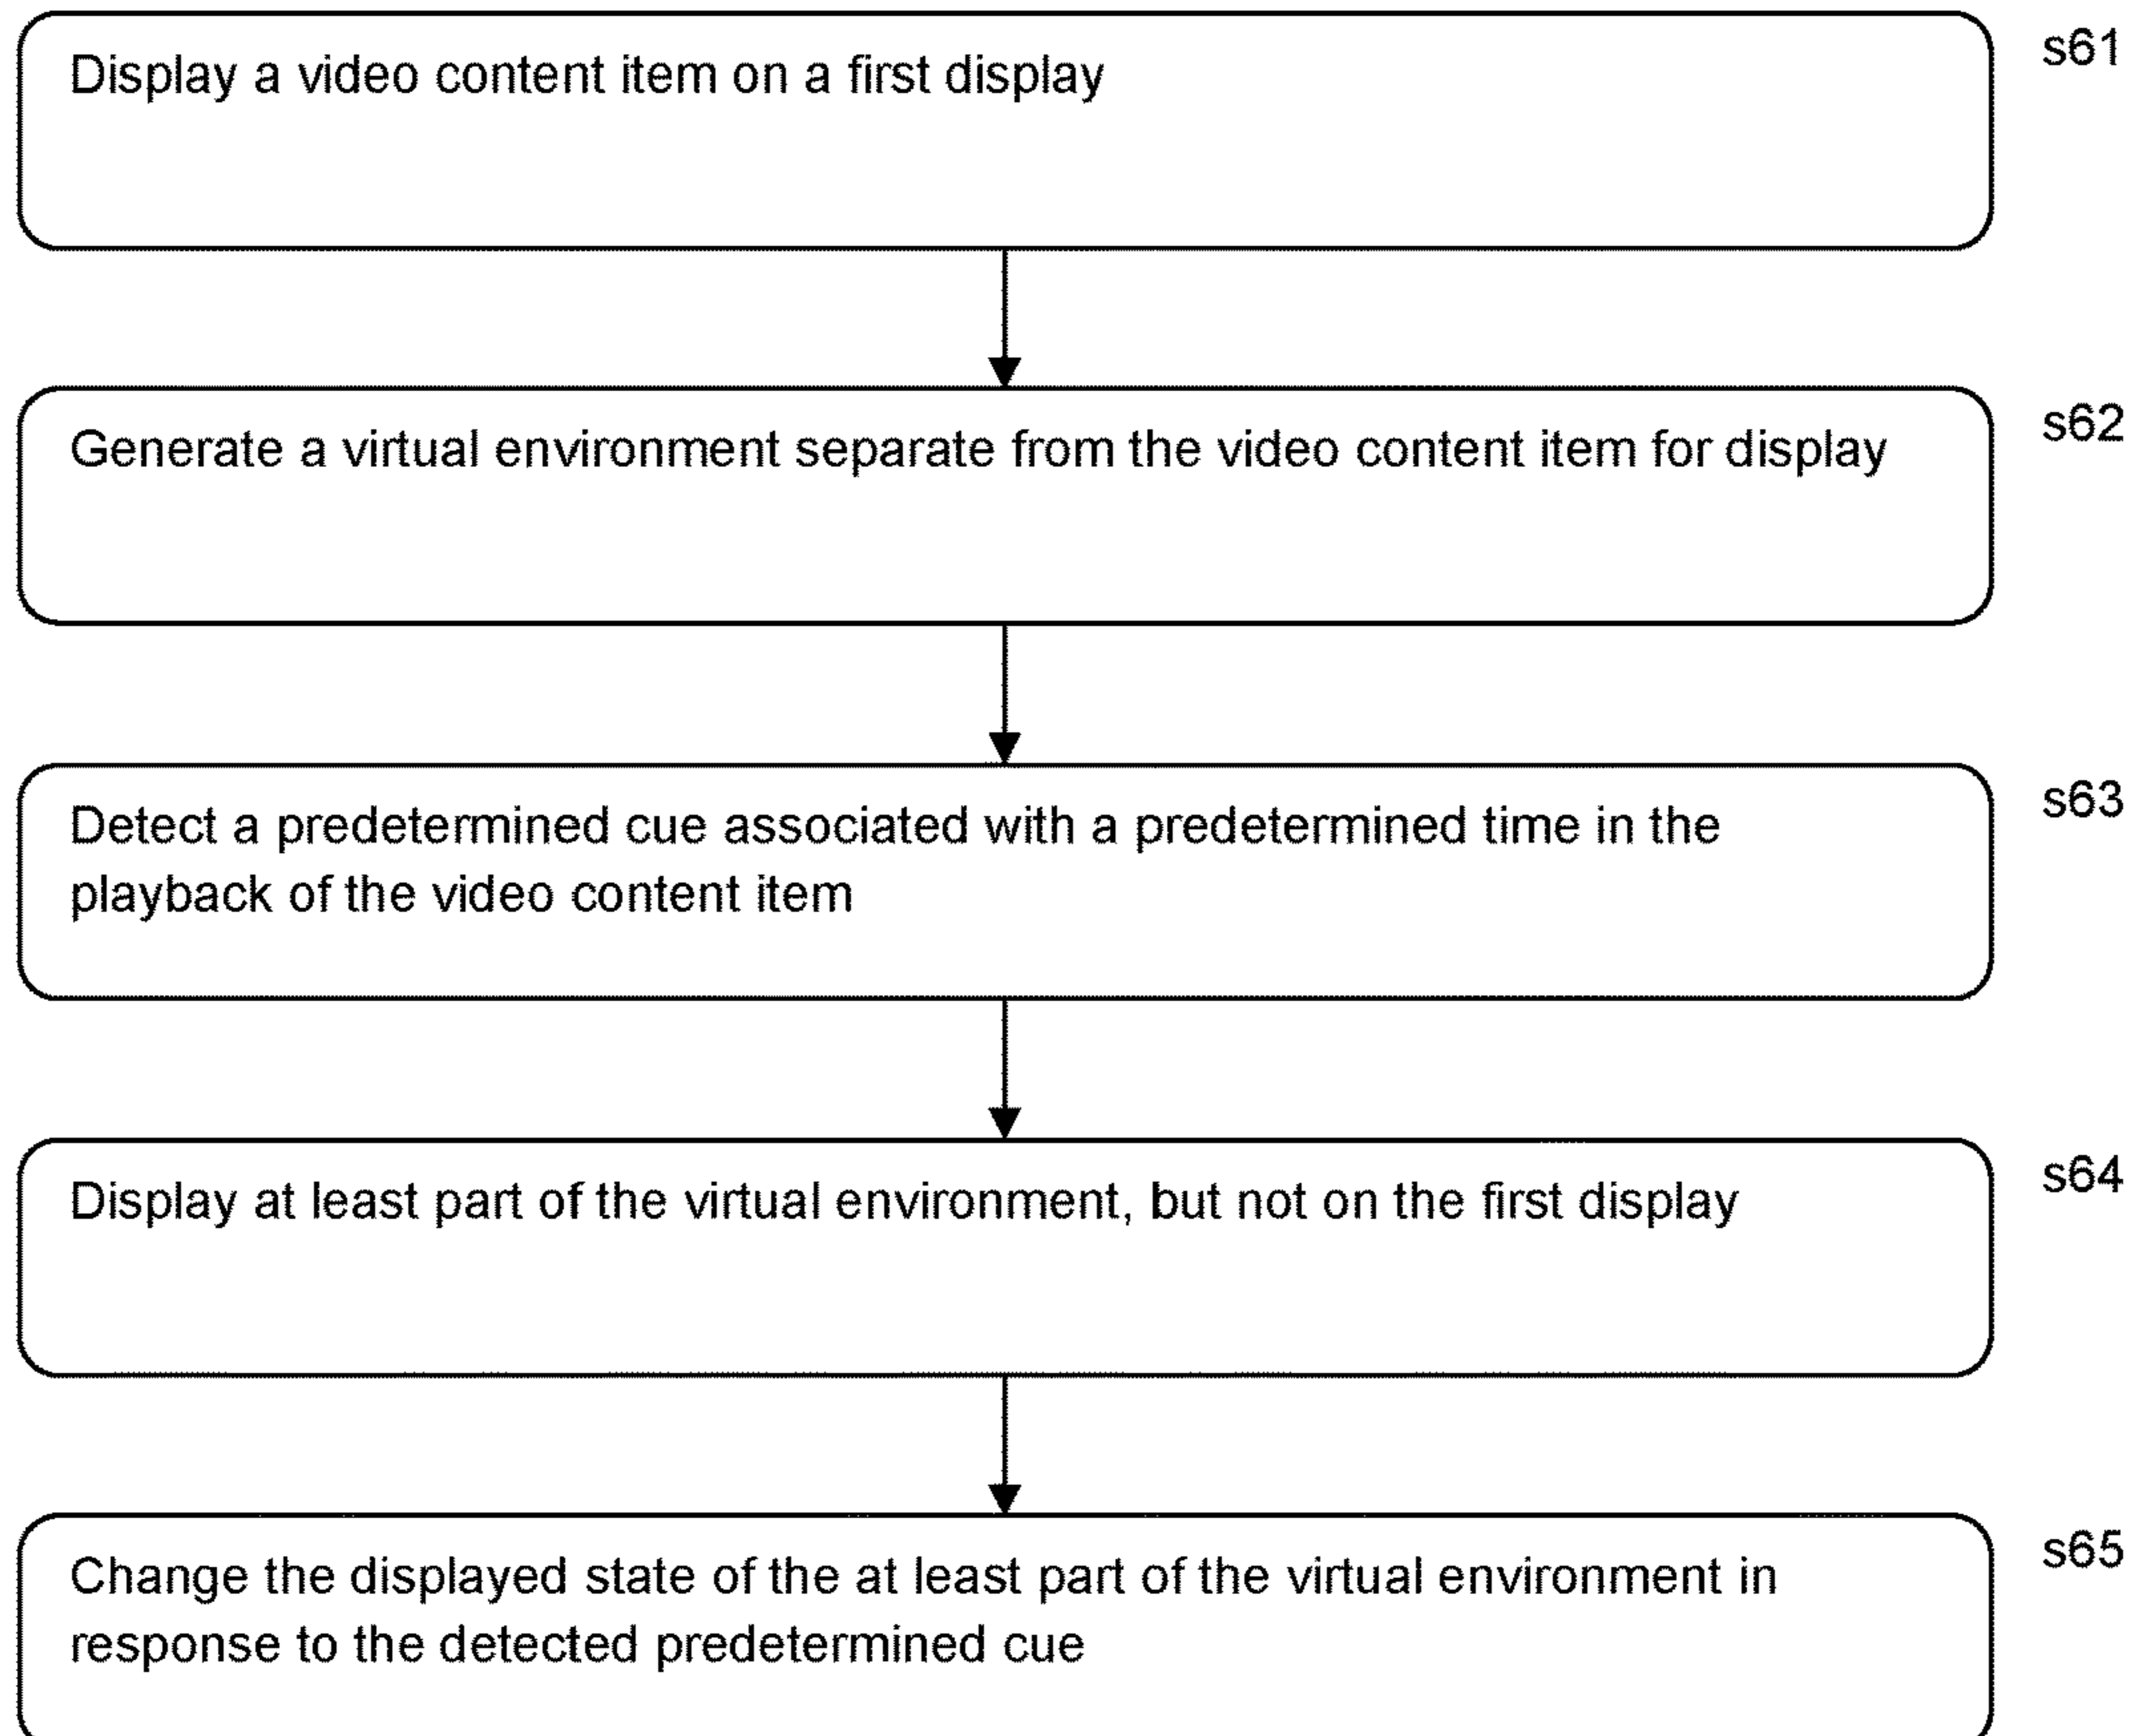 Display a video content item on a first display
s61
Generate a virtual environment separate from the video content item for display
s62
Detect a predetermined cue associated with a predetermined time in the
playback of the video content item
s63
Display at least part of the virtual environment, but not on the first display
s64
Change the displayed state of the at least part of the virtual environment in
response to the detected predetermined cue
s65